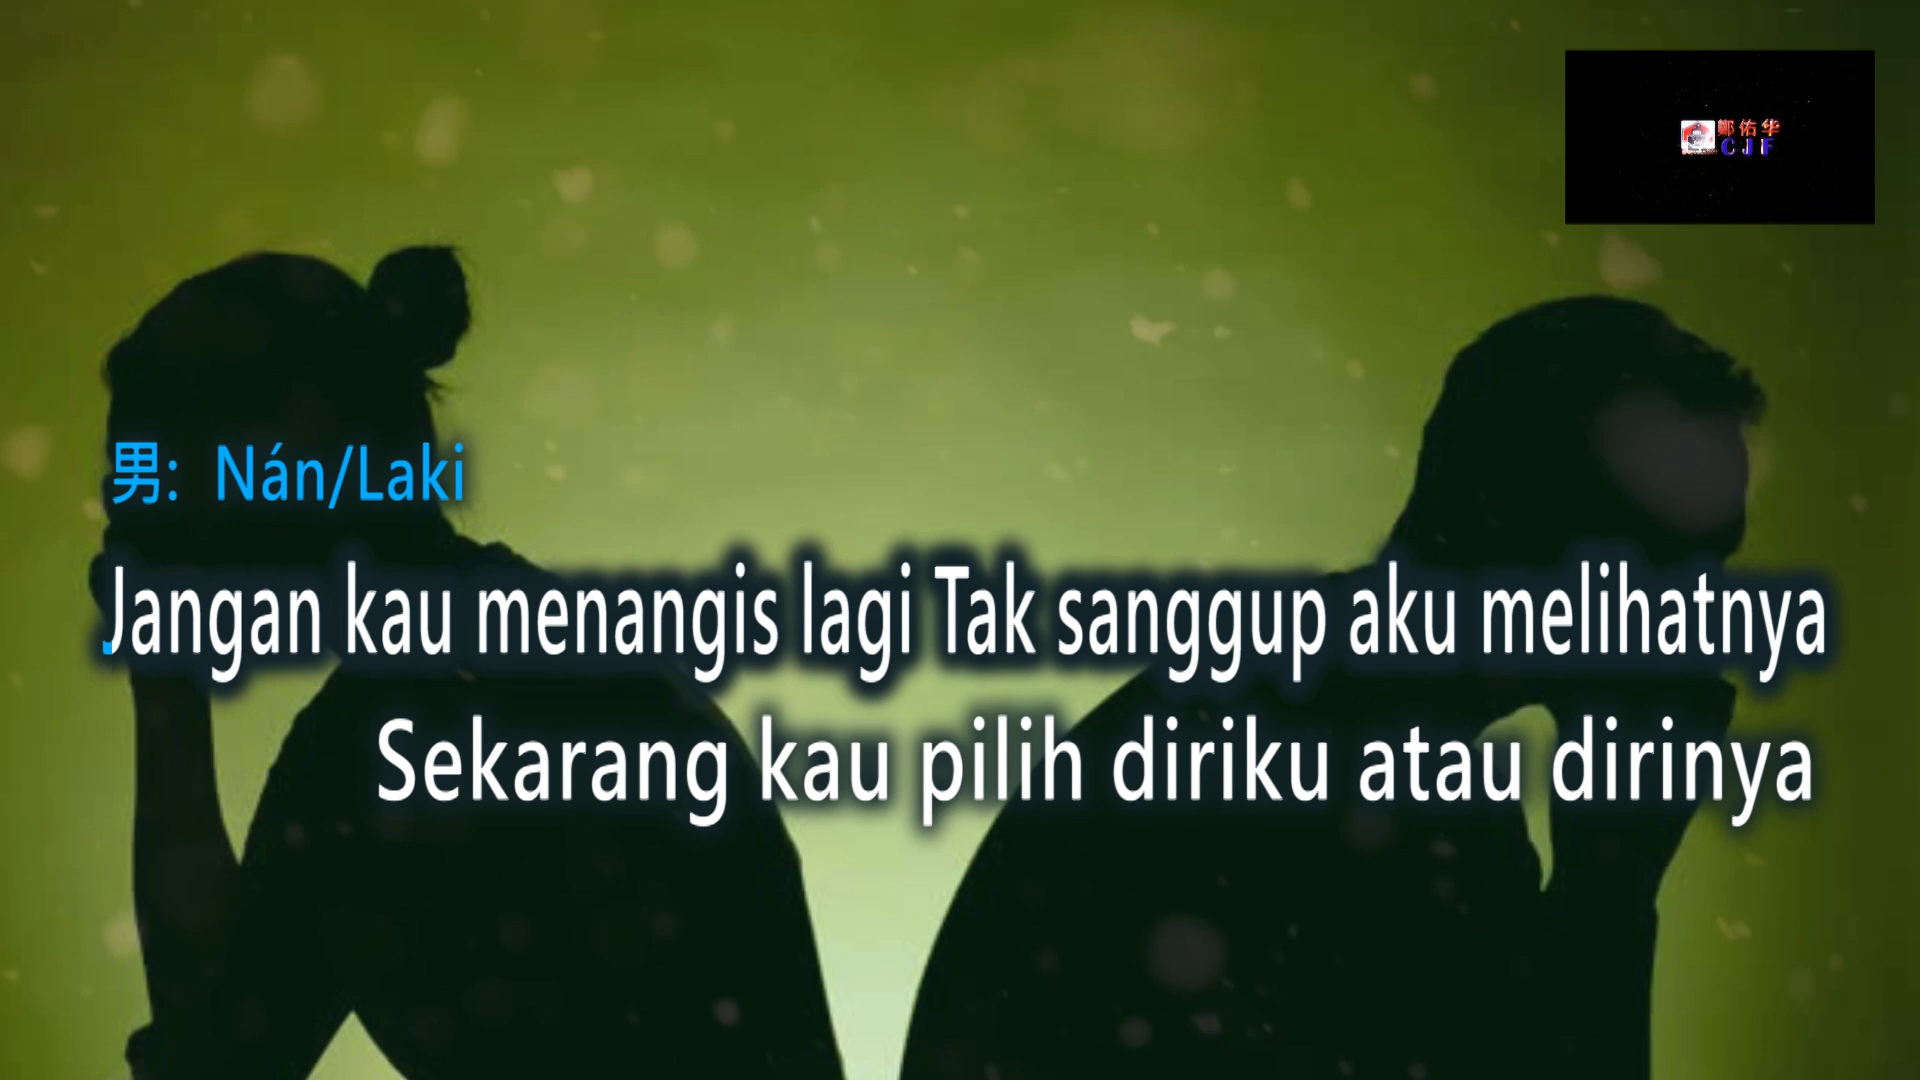 鄭佑华
CJF
男: Nán/Laki
Jangan kau menangis lagi Tak sanggup aku melihatnya
Sekarang kau pilih diriku atau dirinya